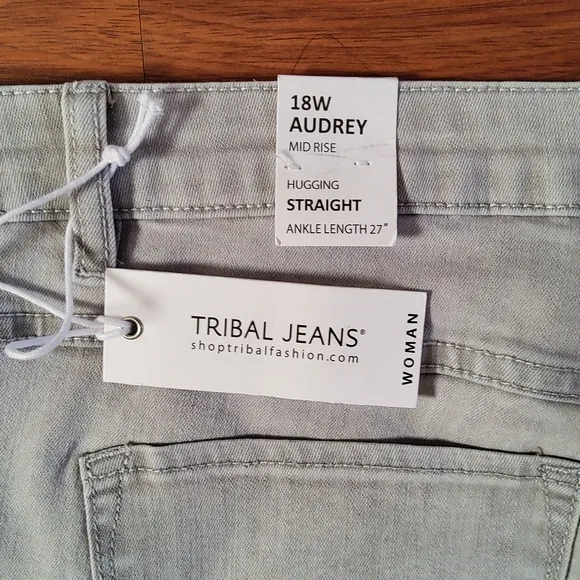 18W
AUDREY
MID RISE
HUGGING
STRAIGHT
ANKLE LENGTH 27"
TRIBAL JEANS®
shoptribalfashion.com
WOMAN